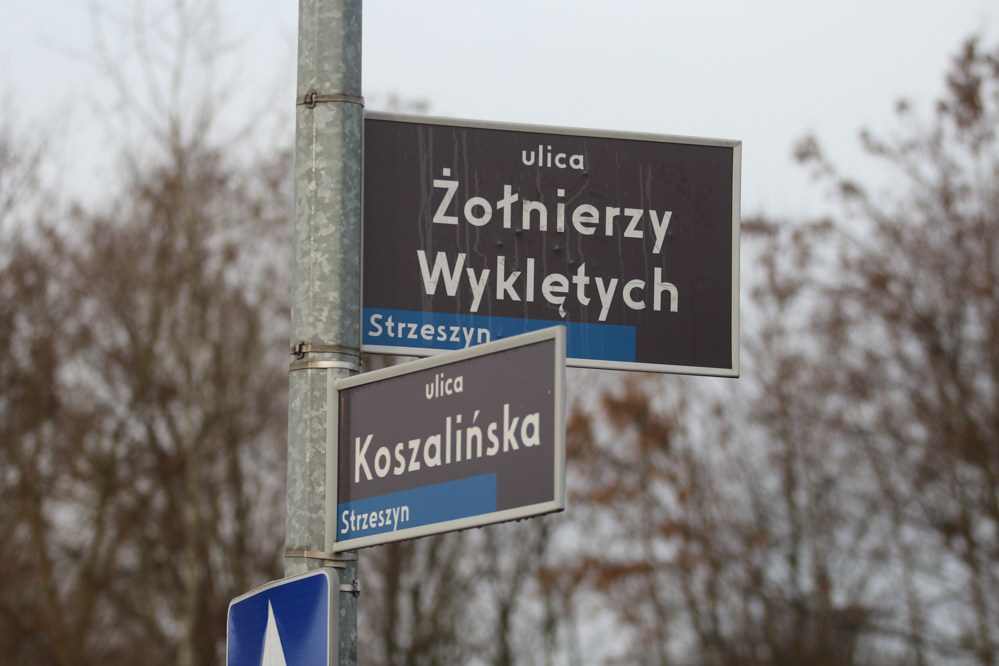 ulica
Żołnierzy
Wyklętych
Strzeszyn
ulica
Koszalińska
Strzeszyn